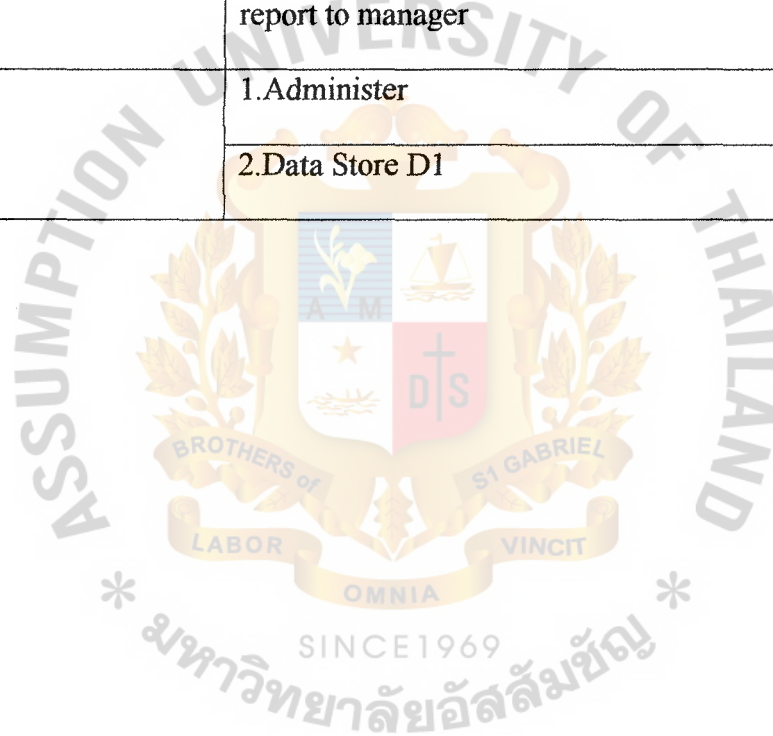 report to manager
1.Administer
2.Data Store D1
ASSUMPTION UNIVERSITY OF THAILAND
A M
D S
BROTHERS of
S1 GABRIEL
LABOR
OMNIA
VINCIT
SINCE1969
* มหาวิทยาลัยอัสสัมชัญ *